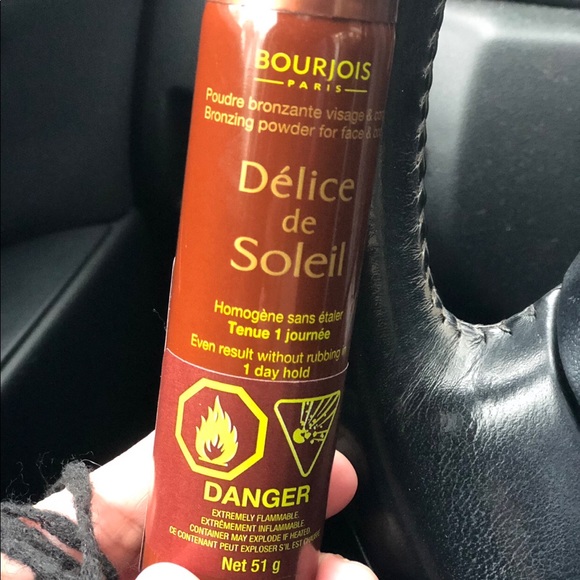 BOURJOIS
PARIS
Poudre bronzante visage &
Bronzing powder for face &
Délice
de
Soleil
Homogène sans étaler
Tenue 1 journée
Even result without rubbing
1 day hold
DANGER
EXTREMELY FLAMMABLE.
EXTRÊMEMENT INFLAMMABLE.
CONTAINER MAY EXPLODE IF HEATED.
CE CONTENANT PEUT EXPLOSER S'IL EST
Net 51 g